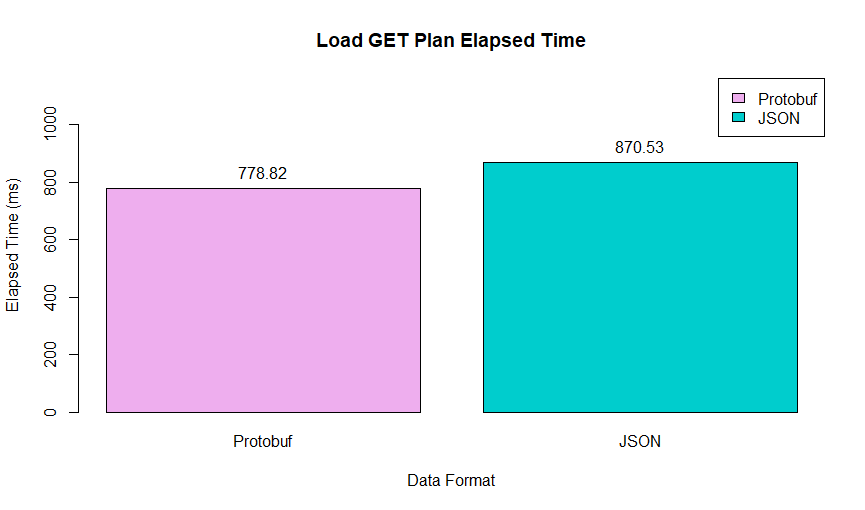 Load GET Plan Elapsed Time
Protobuf
JSON
Elapsed Time (ms)
1000
800
600
400
200
0
778.82
870.53
Protobuf
JSON
Data Format